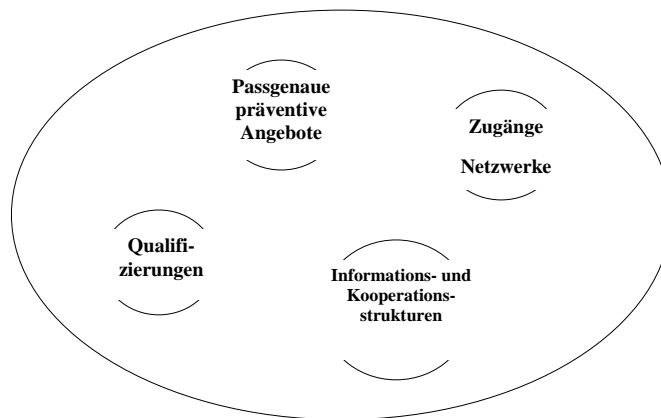 Passgenaue
präventive
Angebote
Zugänge
Netzwerke
Qualifi-
zierungen
Informations- und
Kooperations-
strukturen